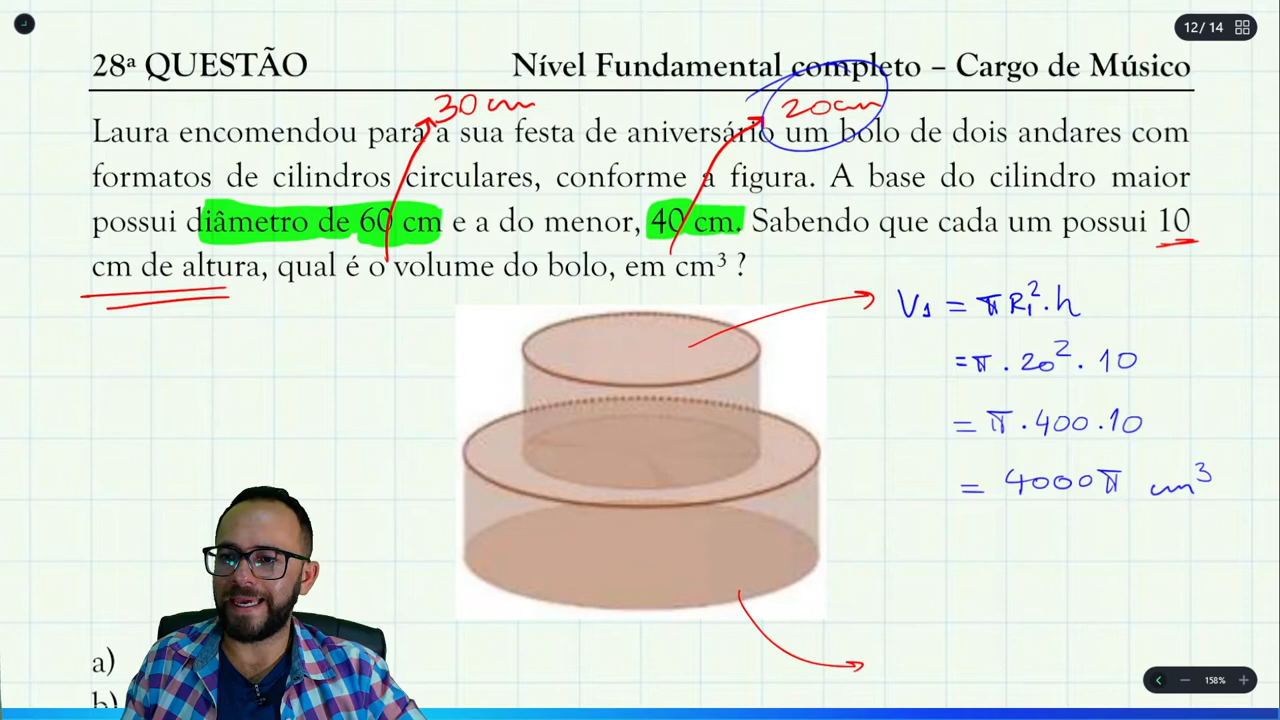 12/ 14
28ª QUESTÃO Nível Fundamental completo – Cargo de Músico
30 cm 20 cm
Laura encomendou para a sua festa de aniversário um bolo de dois andares com
formatos de cilindros circulares, conforme a figura. A base do cilindro maior
possui diâmetro de 60 cm e a do menor, 40 cm. Sabendo que cada um possui 10
cm de altura, qual é o volume do bolo, em cm³ ?
V₁ = πR₁².h
= π . 20² . 10
= π . 400 . 10
= 4000π cm³
a)
b)
158%